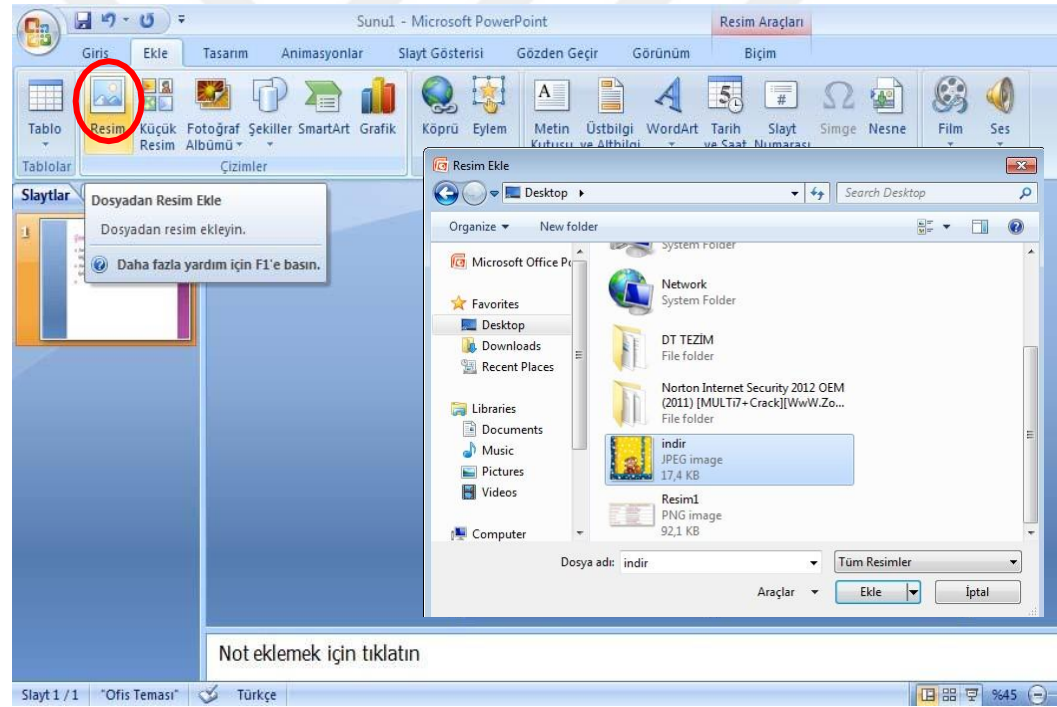 Sunu1 - Microsoft PowerPoint
Resim Araçları
Giriş Ekle Tasarım Animasyonlar Slayt Gösterisi Gözden Geçir Görünüm Biçim
Tablo Resim Küçük Resim Fotoğraf Albümü Şekiller SmartArt Grafik Köprü Eylem Metin Kutusu Üstbilgi ve Altbilgi WordArt Tarih ve Saat Slayt Numarası Simge Nesne Film Ses
Tablolar Çizimler
Slaytlar
Dosyadan Resim Ekle
Dosyadan resim ekleyin.
Daha fazla yardım için F1'e basın.
1
Resim Ekle
Desktop
Search Desktop
Organize New folder
Microsoft Office Po
Favorites
Desktop
Downloads
Recent Places
Libraries
Documents
Music
Pictures
Videos
Computer
System Folder
Network
System Folder
DT TEZİM
File folder
Norton Internet Security 2012 OEM
(2011) [MULTi7+Crack][WwW.Zo...
File folder
indir
JPEG image
17,4 KB
Resim1
PNG image
92,1 KB
Dosya adı: indir Tüm Resimler
Araçlar Ekle İptal
Not eklemek için tıklatın
Slayt 1 / 1 "Ofis Teması" Türkçe %45